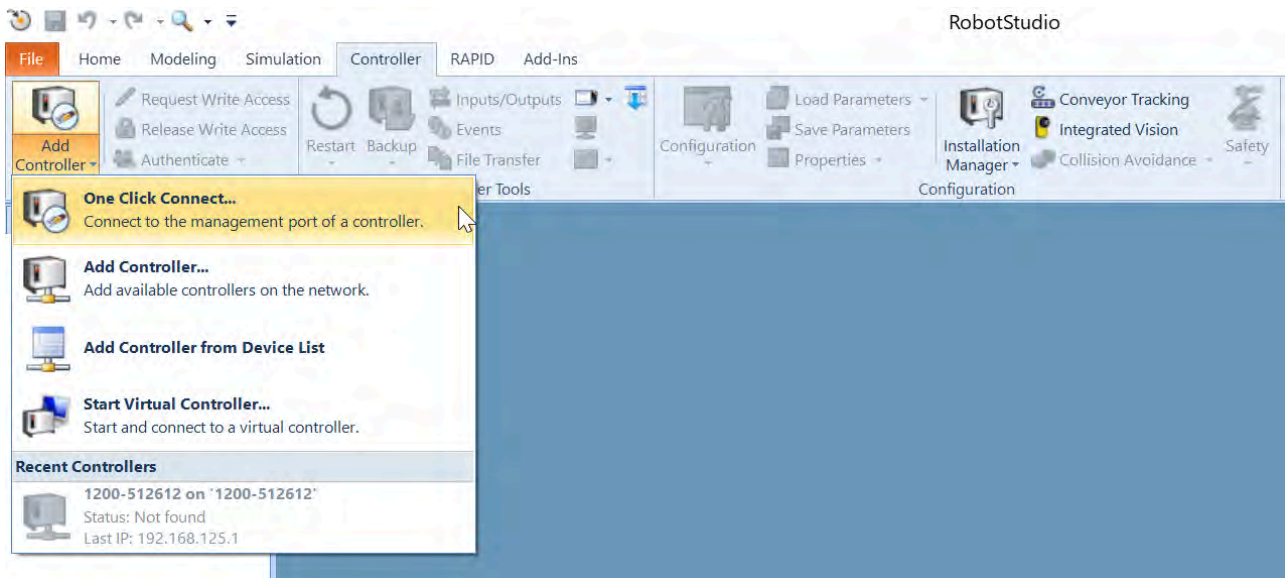 RobotStudio
File Home Modeling Simulation Controller RAPID Add-Ins
Add Controller
Request Write Access
Release Write Access
Authenticate
Restart
Backup
Inputs/Outputs
Events
File Transfer
er Tools
Configuration
Load Parameters
Save Parameters
Properties
Installation Manager
Conveyor Tracking
Integrated Vision
Collision Avoidance
Safety
Configuration
One Click Connect...
Connect to the management port of a controller.
Add Controller...
Add available controllers on the network.
Add Controller from Device List
Start Virtual Controller...
Start and connect to a virtual controller.
Recent Controllers
1200-512612 on '1200-512612'
Status: Not found
Last IP: 192.168.125.1